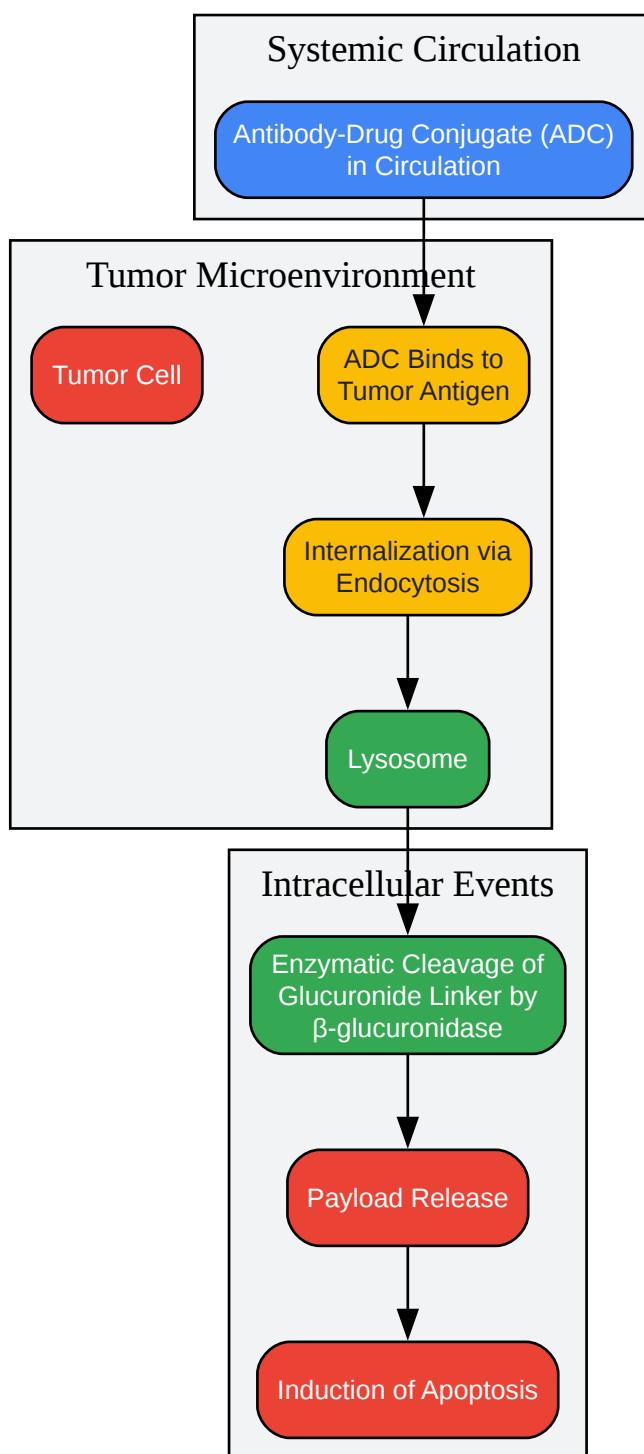 Systemic Circulation
Antibody-Drug Conjugate (ADC)
in Circulation
Tumor Microenvironment
Tumor Cell
ADC Binds to
Tumor Antigen
Internalization via
Endocytosis
Lysosome
Intracellular Events
Enzymatic Cleavage of
Glucuronide Linker by
β-glucuronidase
Payload Release
Induction of Apoptosis